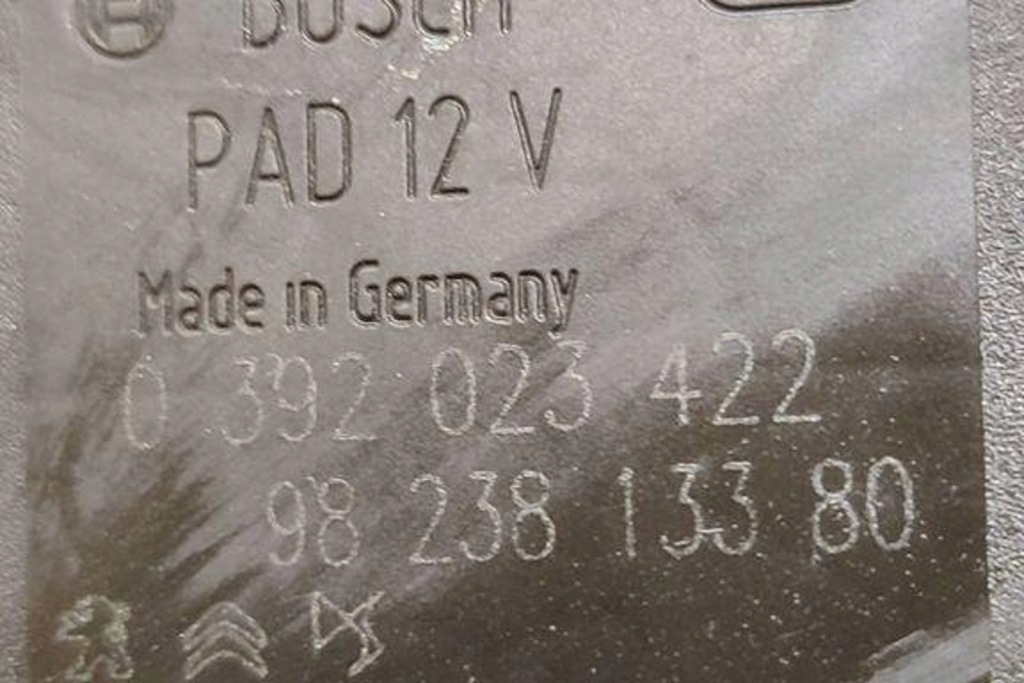 BOSCH
PAD 12 V
Made in Germany
0 392 023 422
98 238 133 80